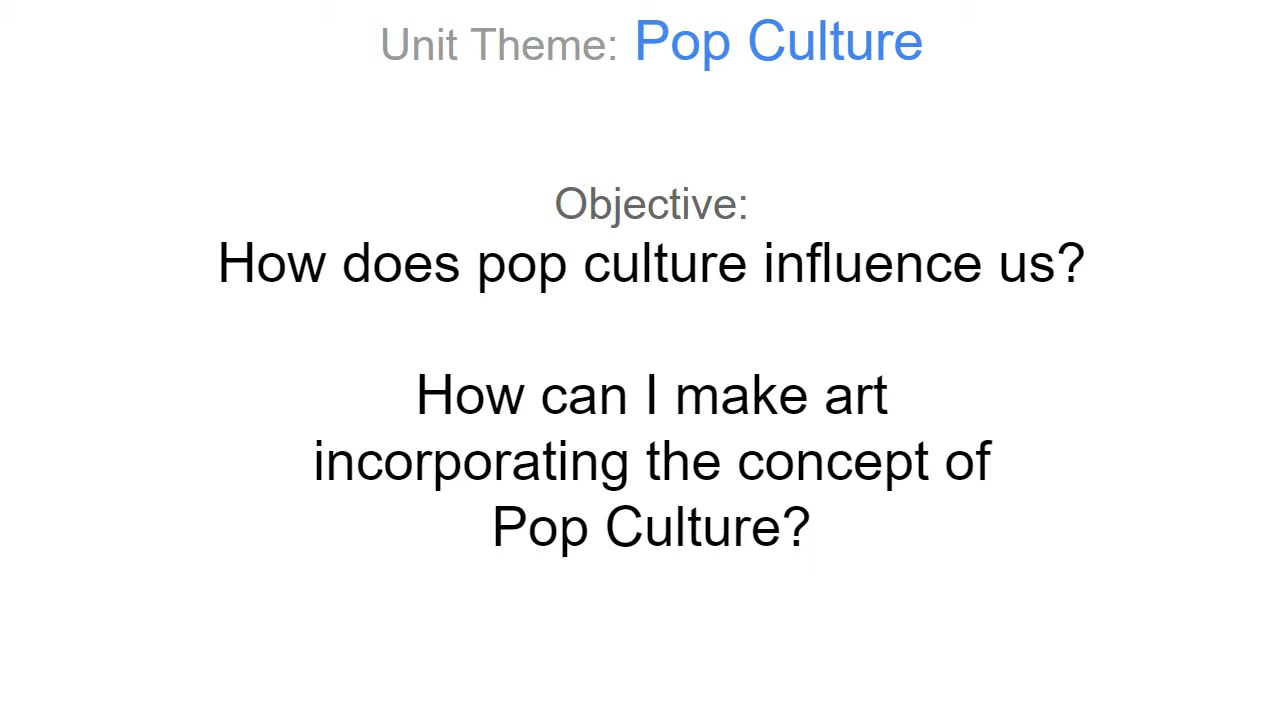 Unit Theme: Pop Culture
Objective:
How does pop culture influence us?
How can I make art
incorporating the concept of
Pop Culture?